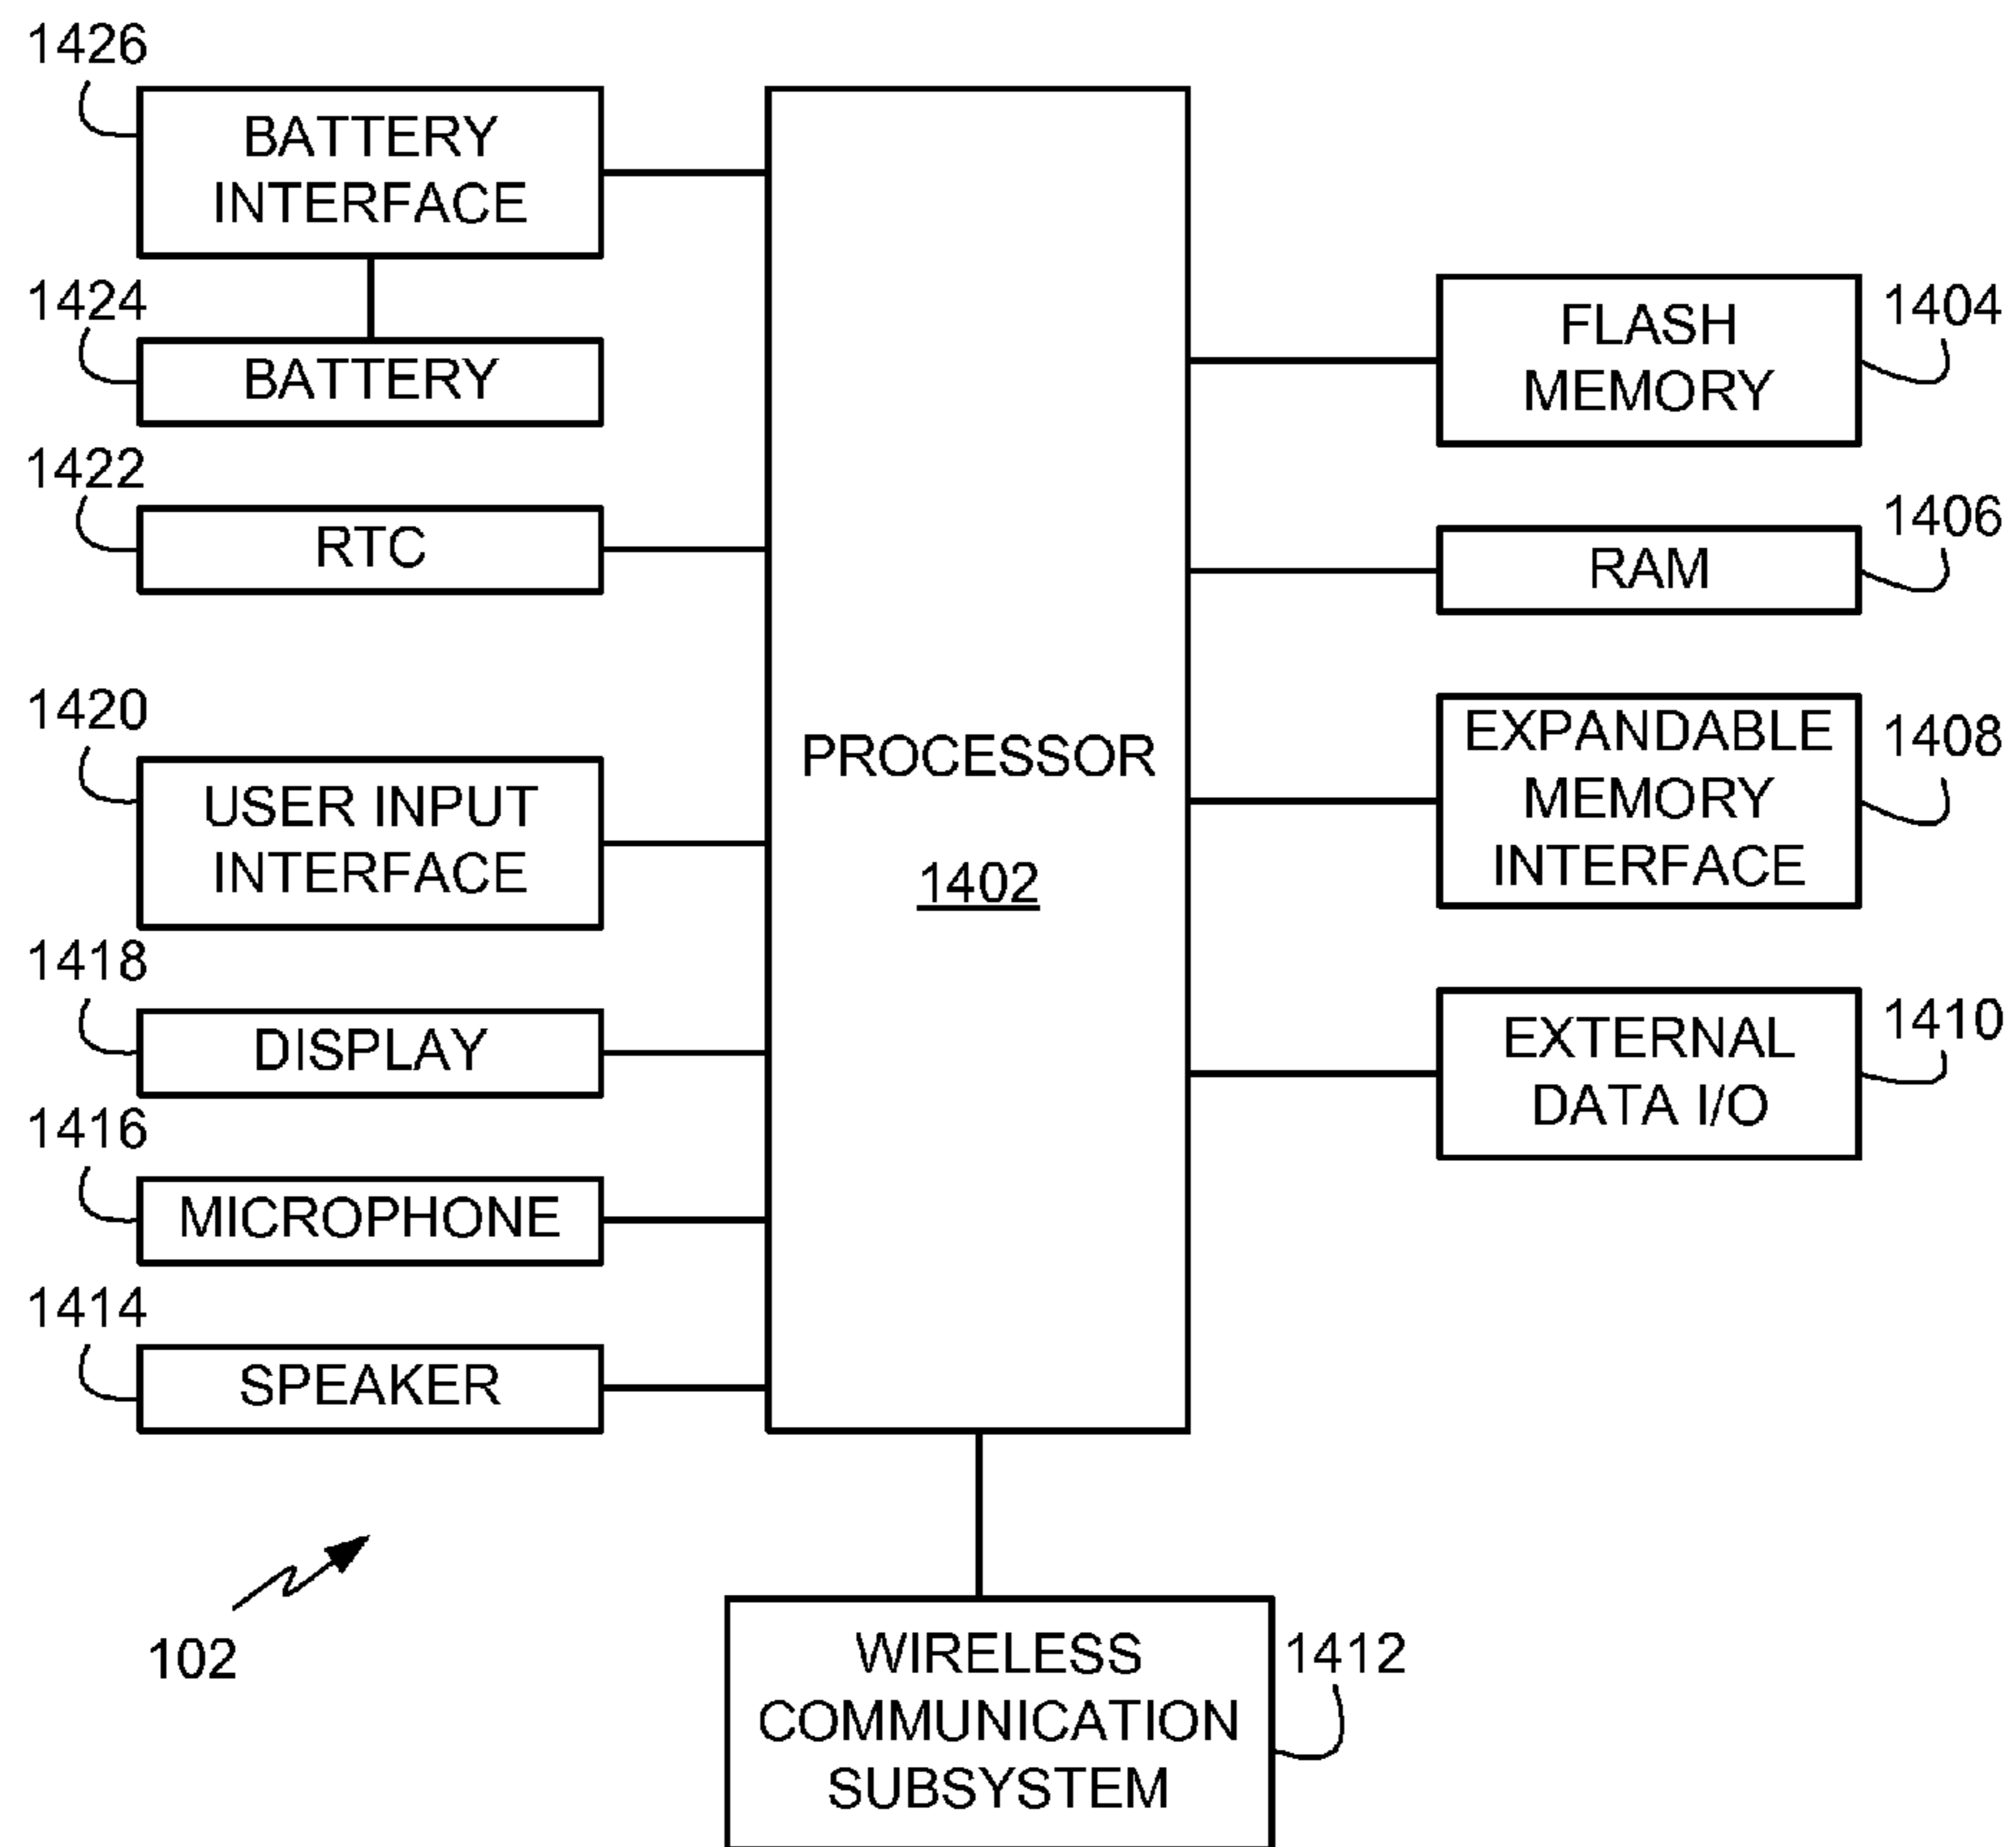 1426
BATTERY
INTERFACE
1424
BATTERY
1422
RTC
1420
USER INPUT
INTERFACE
1418
DISPLAY
1416
MICROPHONE
1414
SPEAKER
102
PROCESSOR
1402
FLASH
MEMORY
1404
RAM
1406
EXPANDABLE
MEMORY
INTERFACE
1408
EXTERNAL
DATA I/O
1410
WIRELESS
COMMUNICATION
SUBSYSTEM
1412